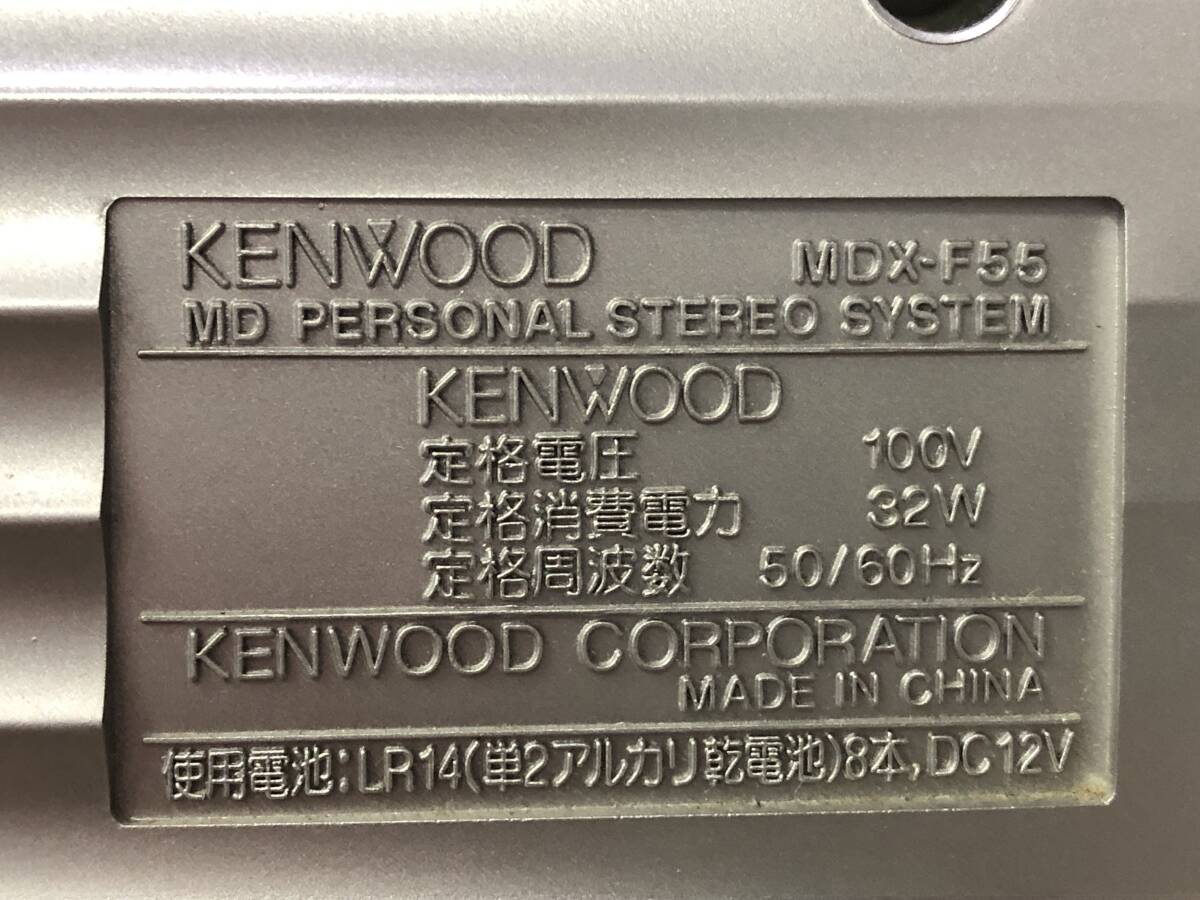 KENWOOD MDX-F55
MD PERSONAL STEREO SYSTEM
KENWOOD
定格電圧 100V
定格消費電力 32W
定格周波数 50/60Hz
KENWOOD CORPORATION
MADE IN CHINA
使用電池:LR14(単2アルカリ乾電池)8本,DC12V